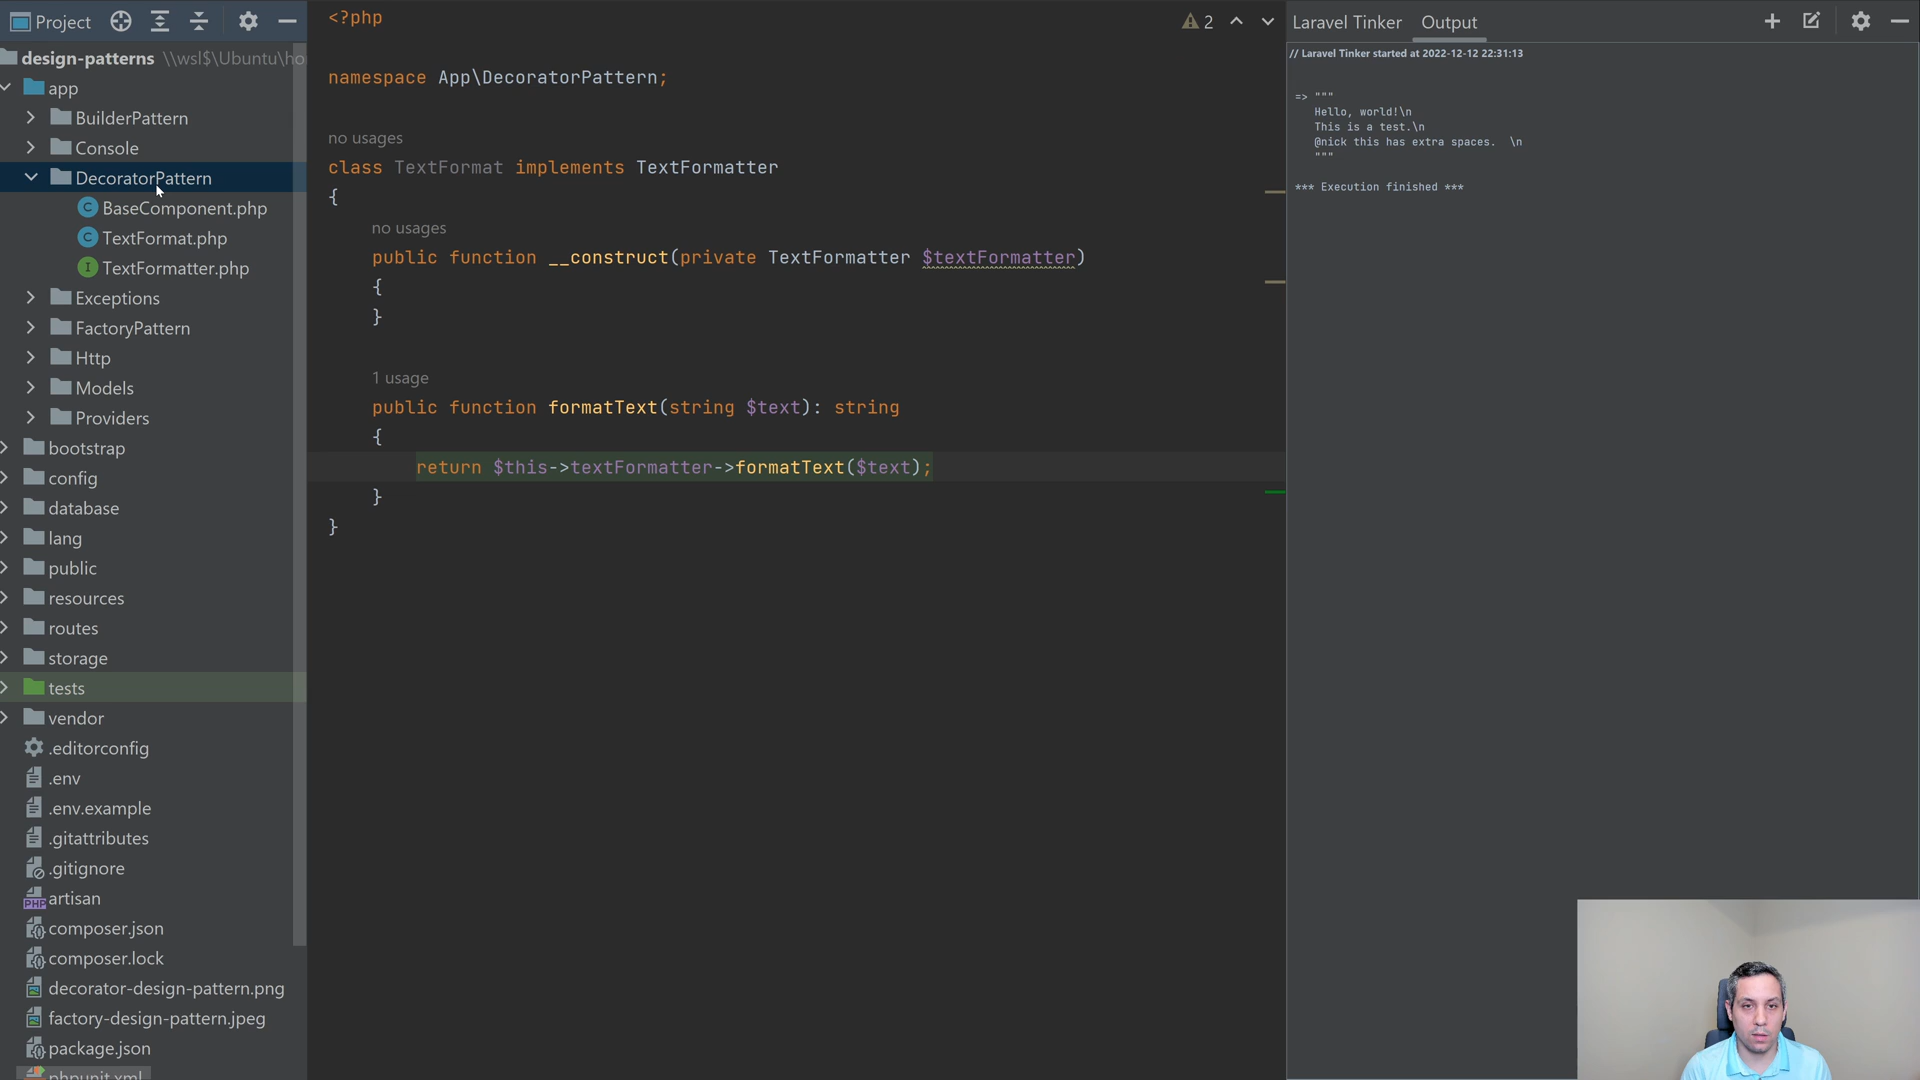 Project
design-patterns \\wsl$\Ubuntu\ho
app
BuilderPattern
Console
DecoratorPattern
BaseComponent.php
TextFormat.php
TextFormatter.php
Exceptions
FactoryPattern
Http
Models
Providers
bootstrap
config
database
lang
public
resources
routes
storage
tests
vendor
.editorconfig
.env
.env.example
.gitattributes
.gitignore
artisan
composer.json
composer.lock
decorator-design-pattern.png
factory-design-pattern.jpeg
package.json
phpunit.xml
<?php
2
namespace App\DecoratorPattern;
no usages
class TextFormat implements TextFormatter
{
no usages
public function __construct(private TextFormatter $textFormatter)
{
}
1 usage
public function formatText(string $text): string
{
return $this->textFormatter->formatText($text);
}
}
Laravel Tinker Output
// Laravel Tinker started at 2022-12-12 22:31:13
=> """
Hello, world!\n
This is a test.\n
@nick this has extra spaces.  \n
"""
*** Execution finished ***